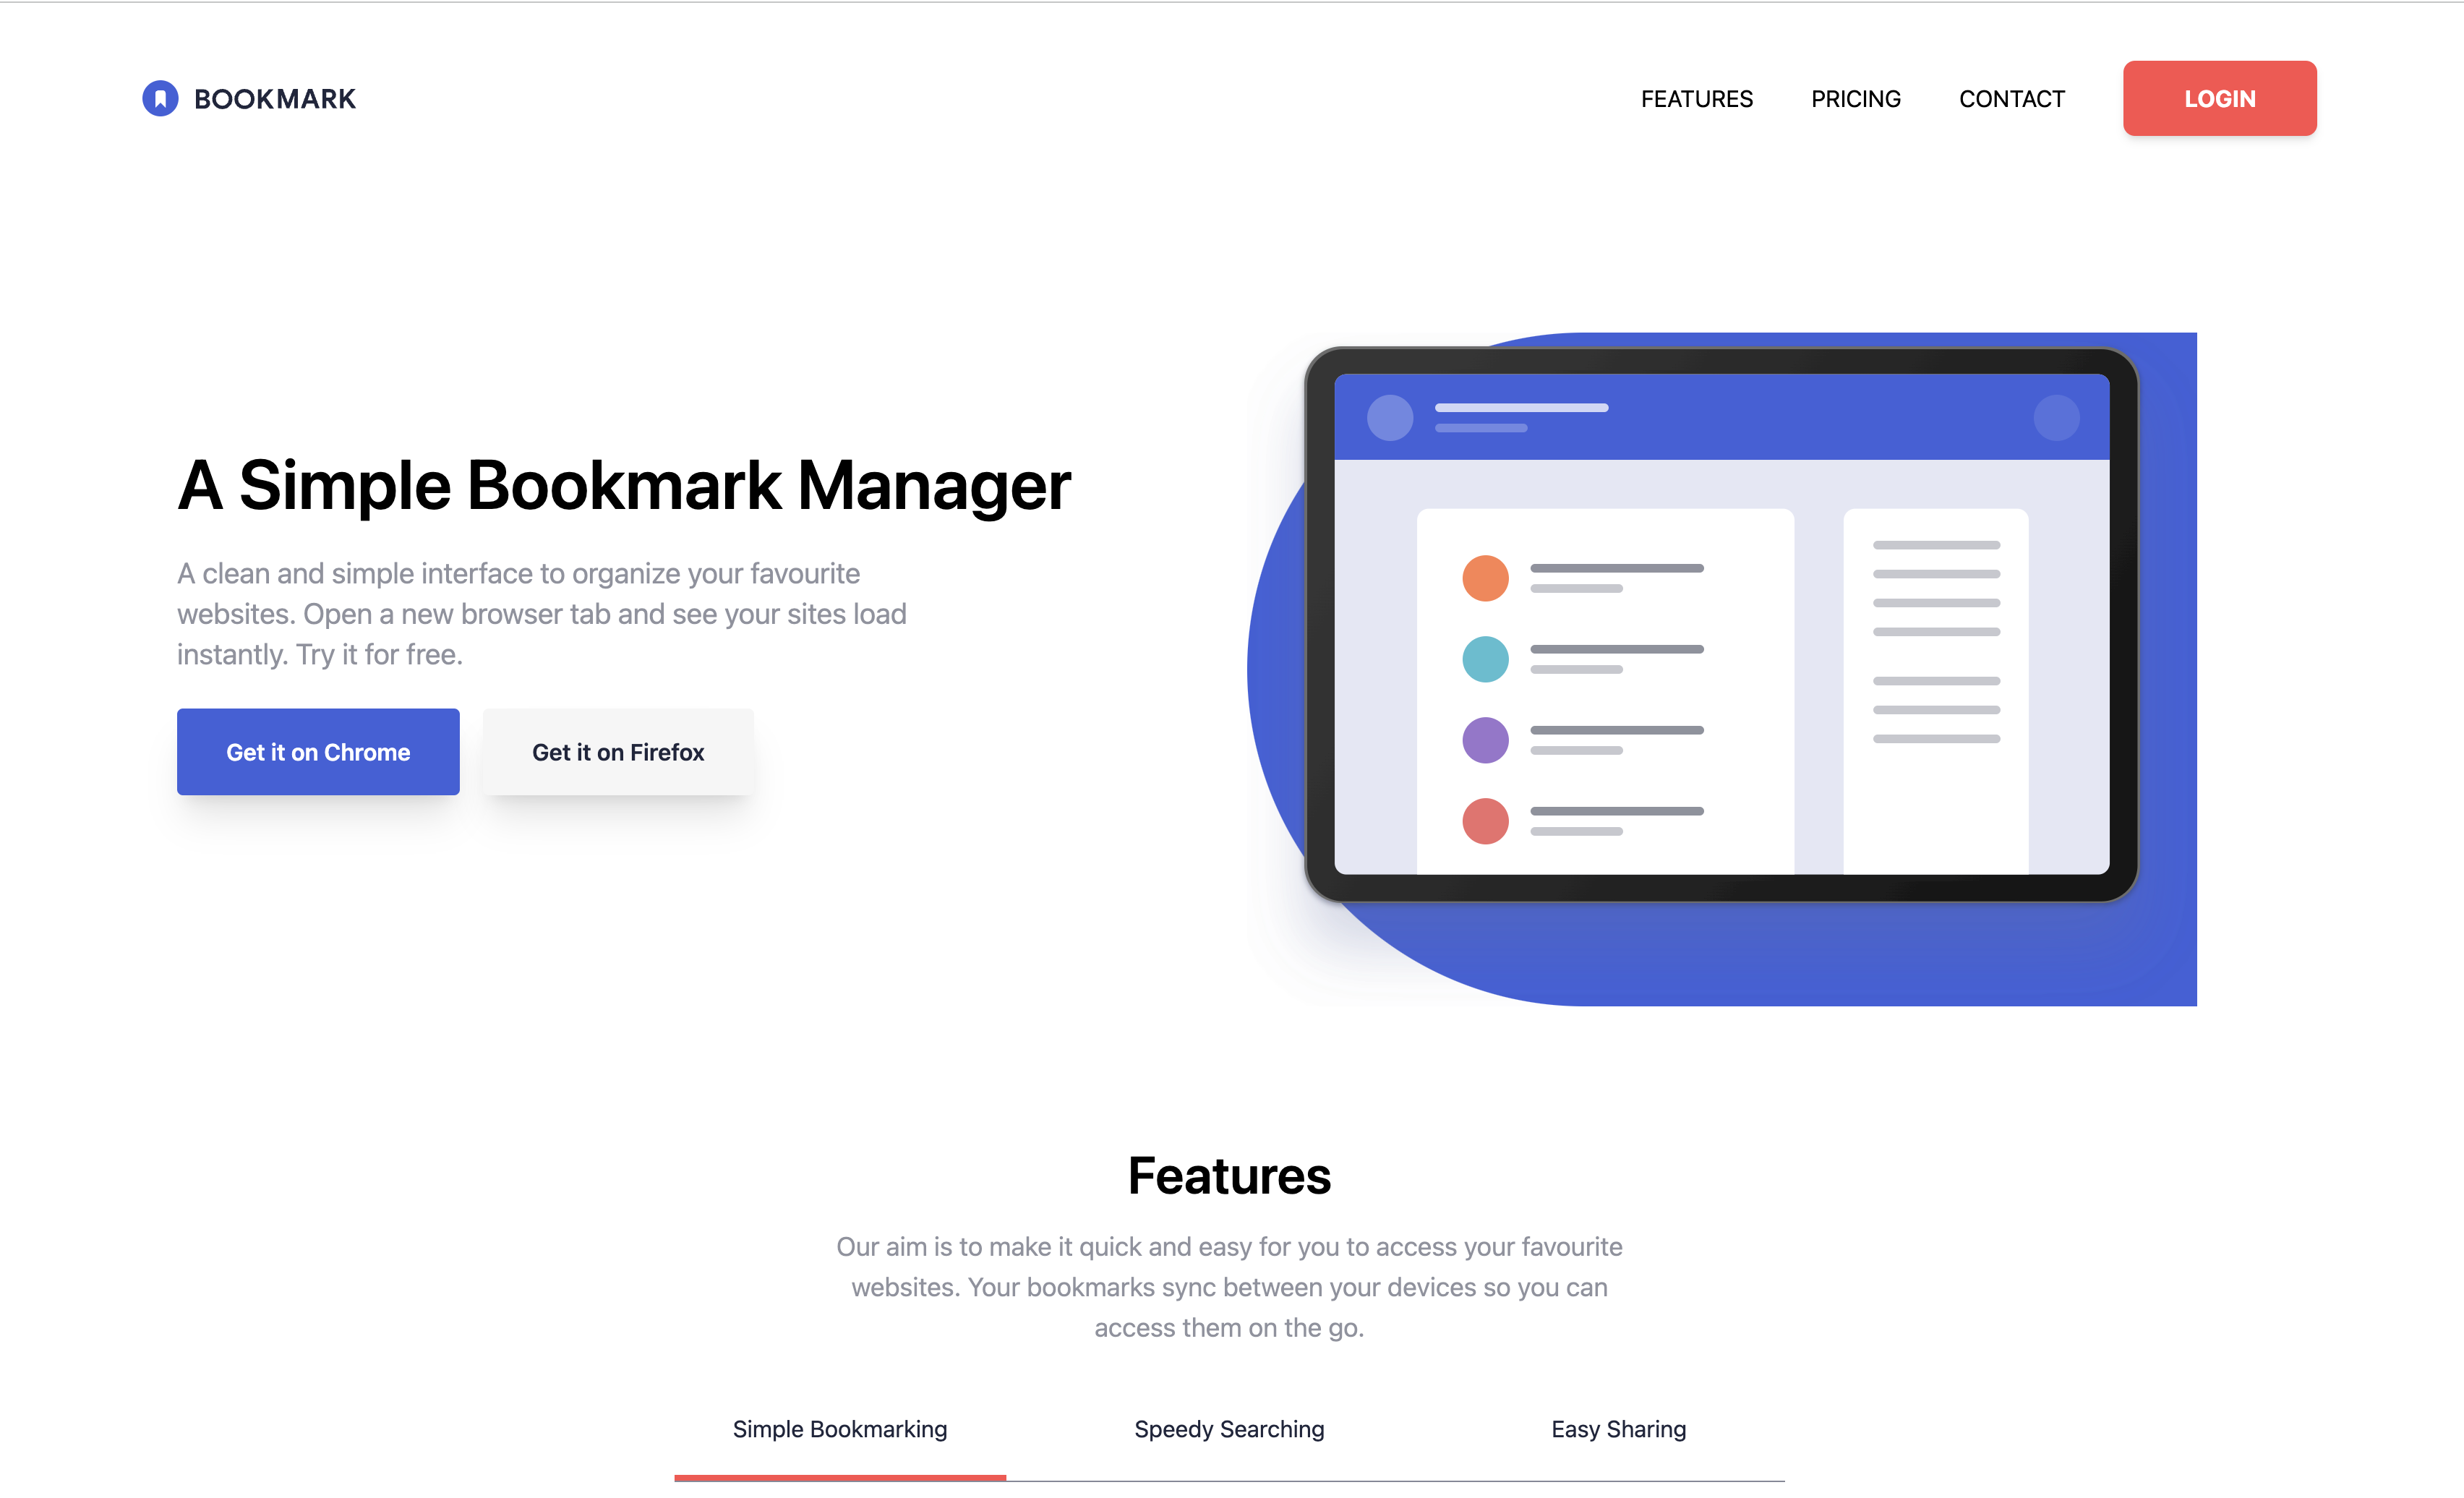 BOOKMARK
FEATURES
PRICING
CONTACT
LOGIN
A Simple Bookmark Manager
A clean and simple interface to organize your favourite
websites. Open a new browser tab and see your sites load
instantly. Try it for free.
Get it on Chrome
Get it on Firefox
Features
Our aim is to make it quick and easy for you to access your favourite
websites. Your bookmarks sync between your devices so you can
access them on the go.
Simple Bookmarking
Speedy Searching
Easy Sharing